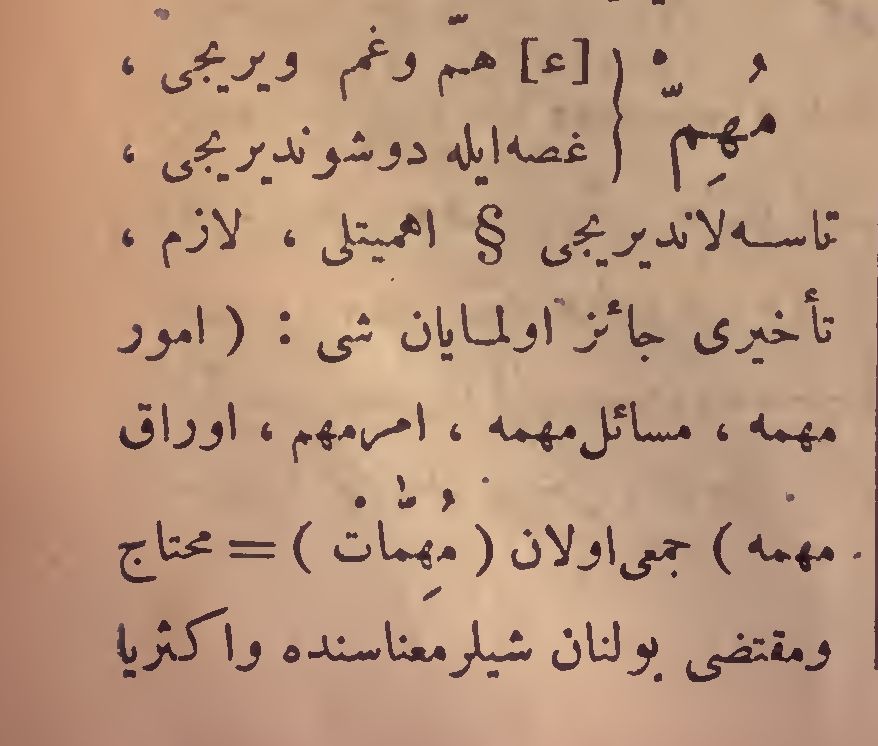 مُهِمّ { [ء] همّ وغم ویریجی ،
غصه‌ایله دوشوندیریجی ،
تاسه‌لاندیریجی § اهمیتلی ، لازم ،
تأخیری جائز اولمایان شی : ( امور
مهمه ، مسائل مهمه ، امر مهم ، اوراق
مهمه ) جمعی اولان ( مُهِمّات ) = محتاج
ومقتضی بولنان شیلر معناسنده واکثریا